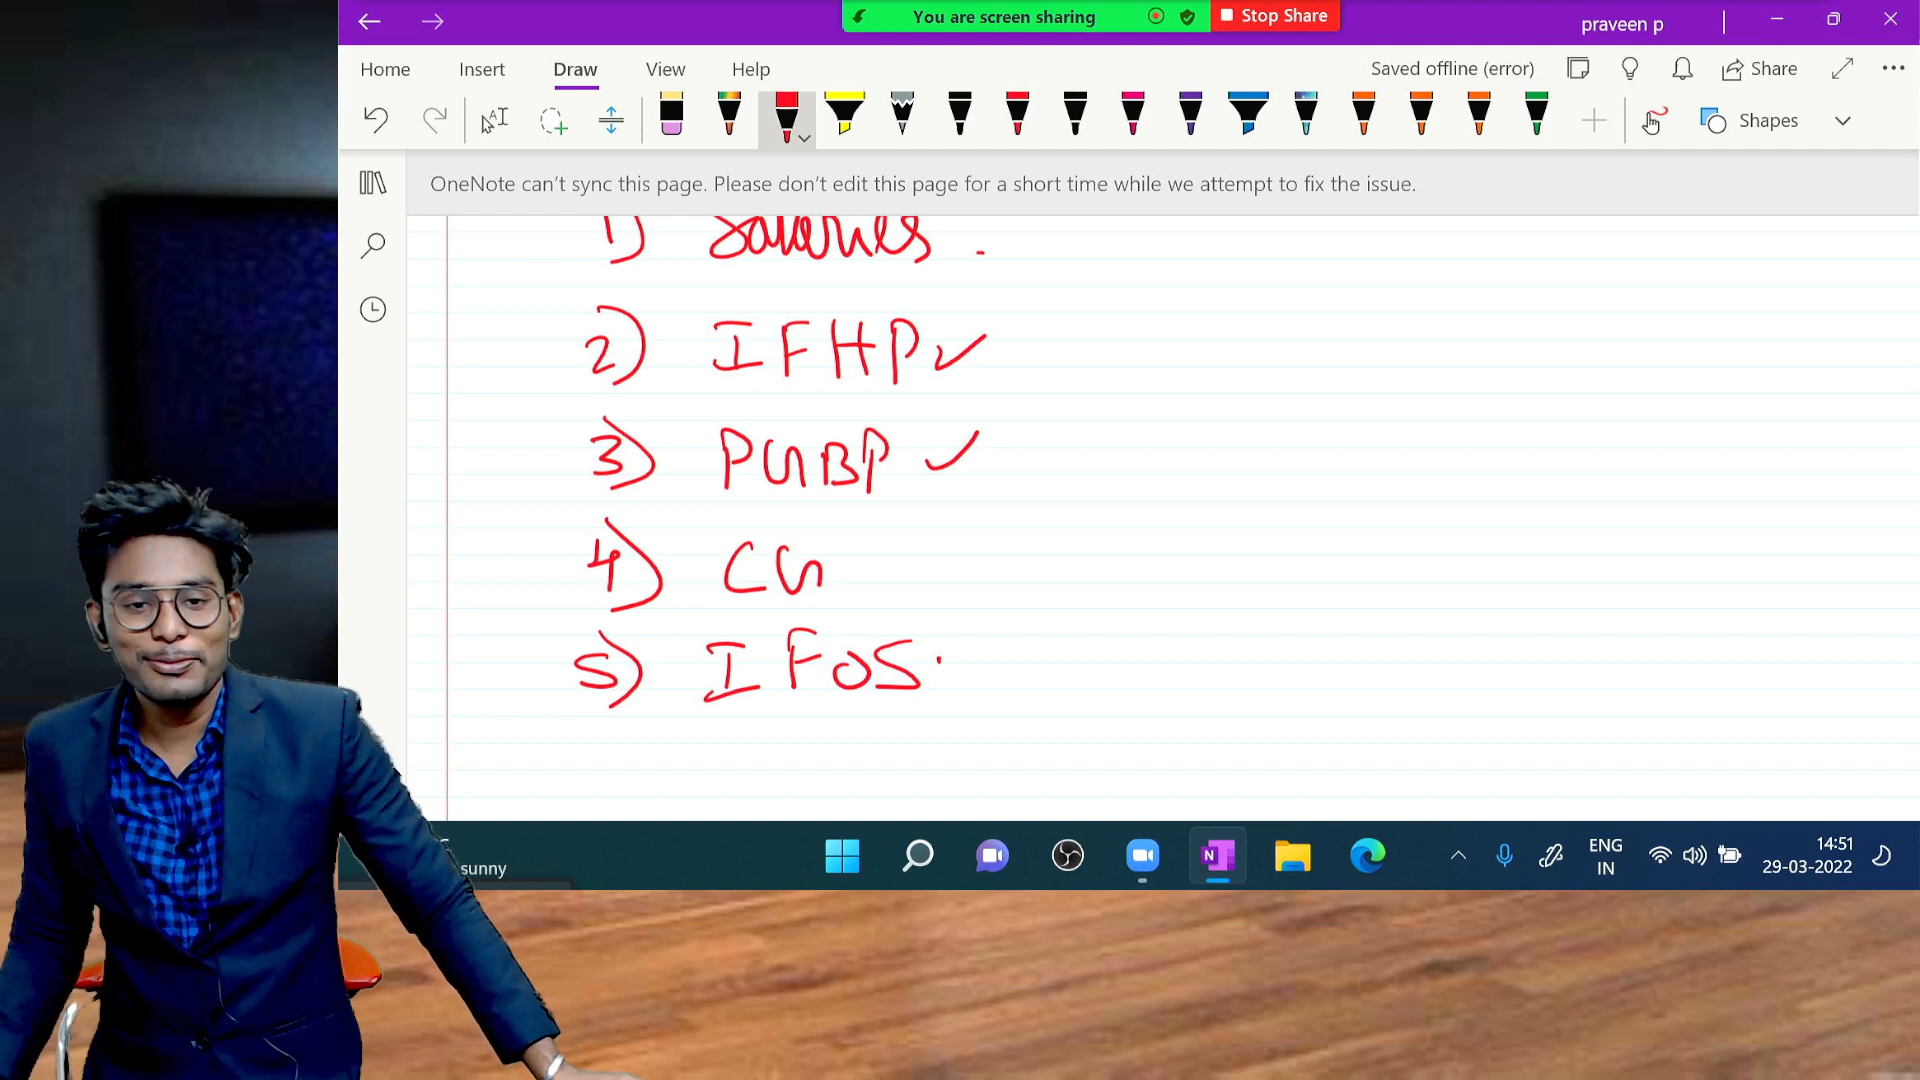 You are screen sharing Stop Share praveen p
Home Insert Draw View Help Saved offline (error) Share
Shapes
OneNote can't sync this page. Please don't edit this page for a short time while we attempt to fix the issue.
1) Salaries .
2) IFHP ✓
3) PGBP ✓
4) CG
5) IFOS .
sunny
ENG
IN
14:51
29-03-2022